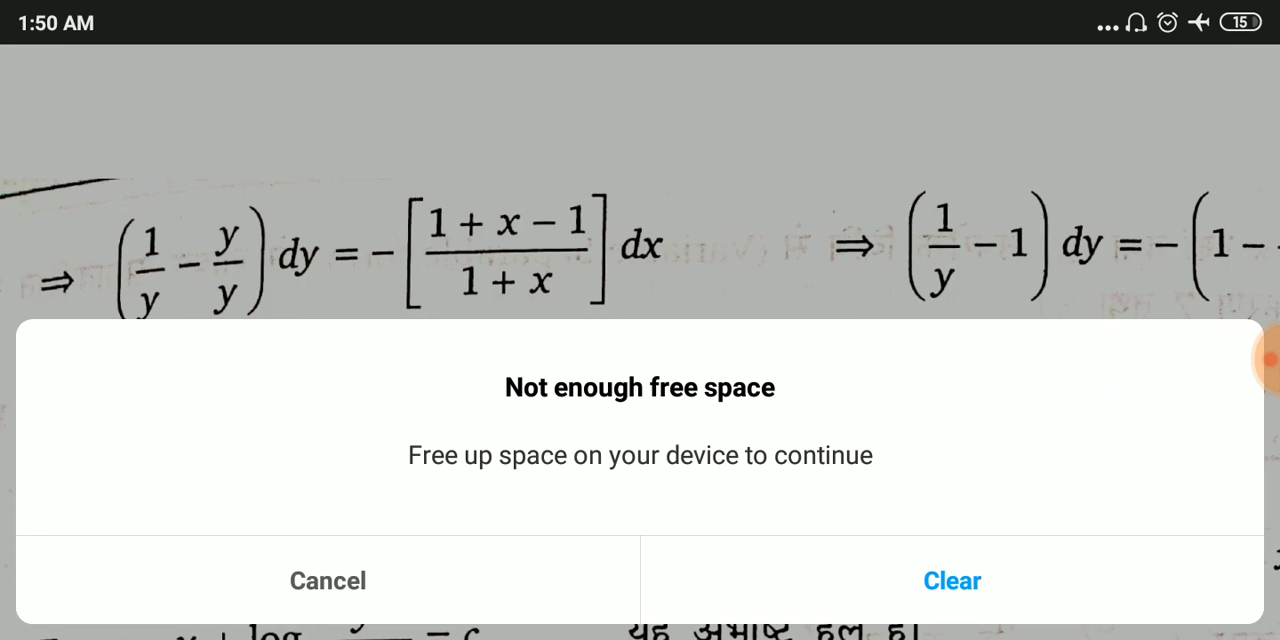 1:50 AM 15
⇒ (1/y − y/y) dy = − [(1 + x − 1)/(1 + x)] dx ⇒ (1/y − 1) dy = − (1 −
Not enough free space
Free up space on your device to continue
Cancel Clear
log = c यह अभीष्ट हल है।